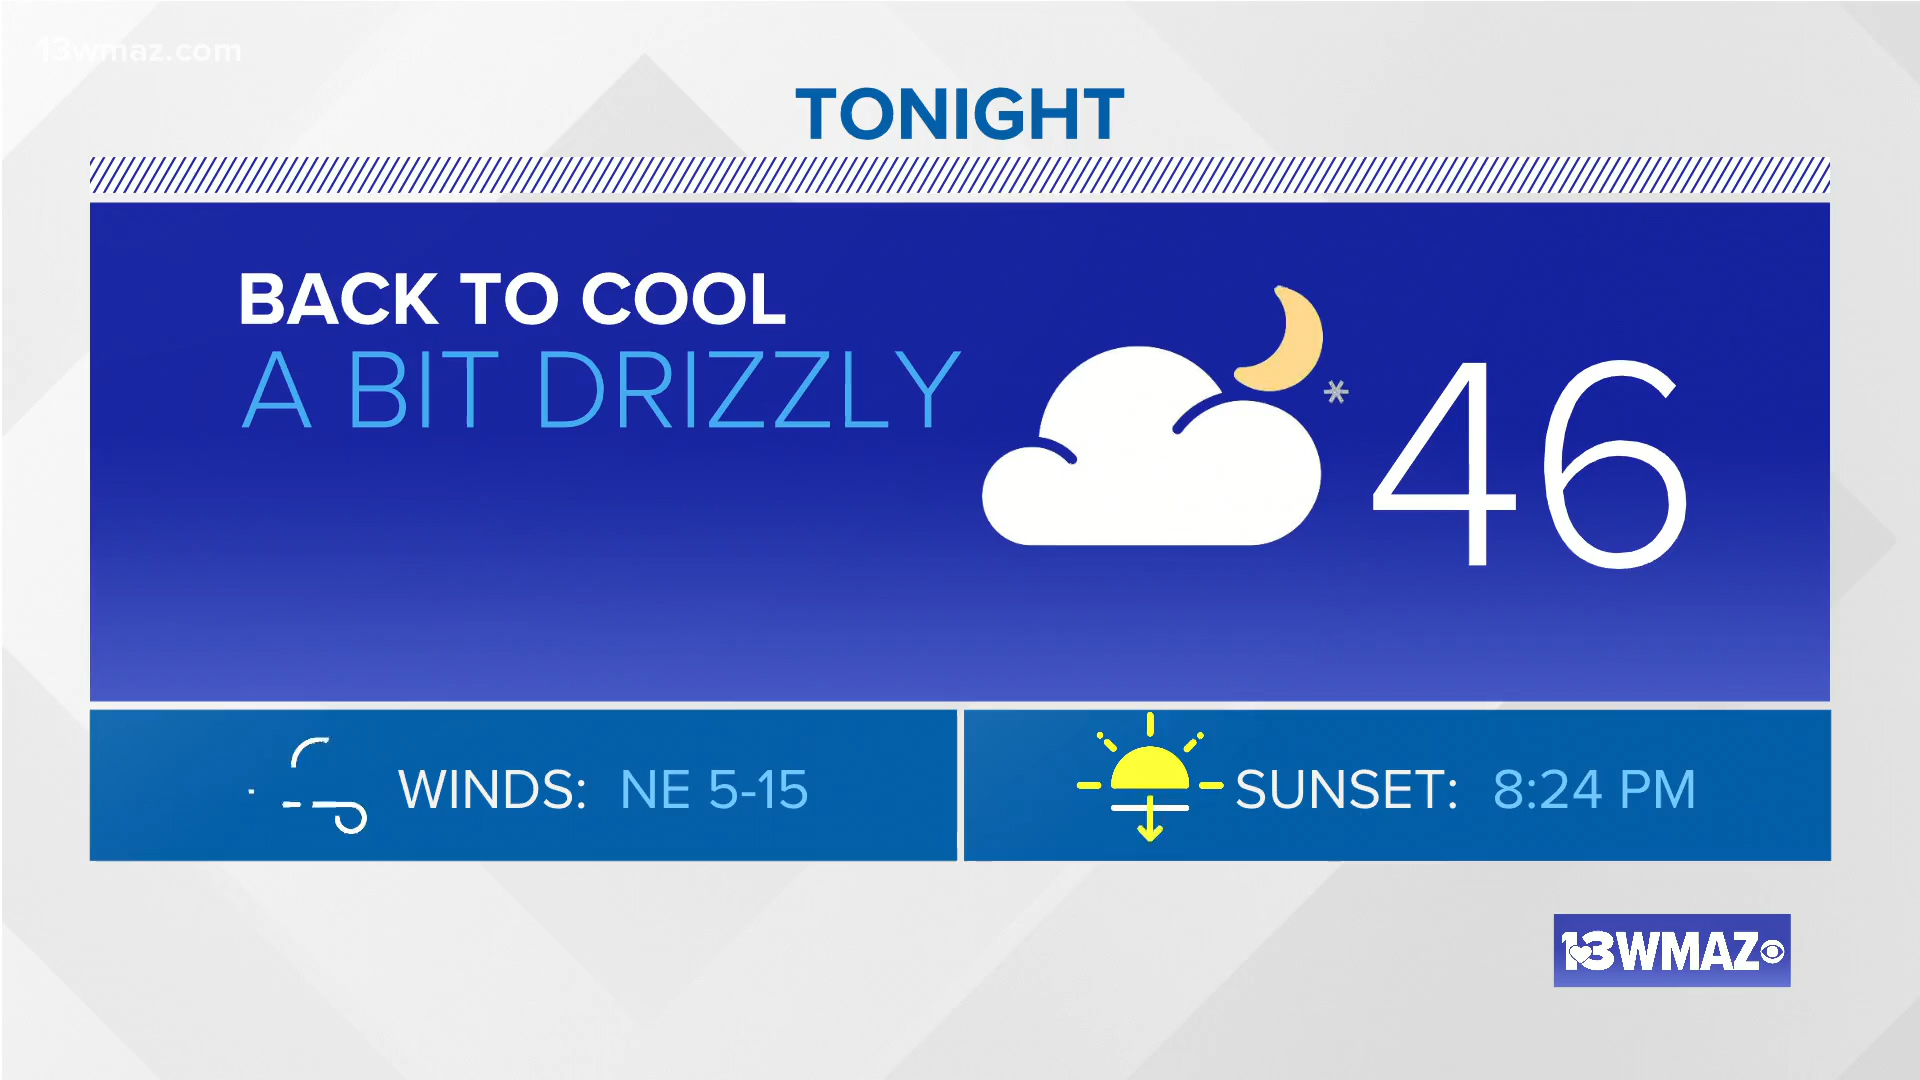 13wmaz.com
TONIGHT
BACK TO COOL
A BIT DRIZZLY
46
WINDS: NE 5-15
SUNSET: 8:24 PM
13WMAZ